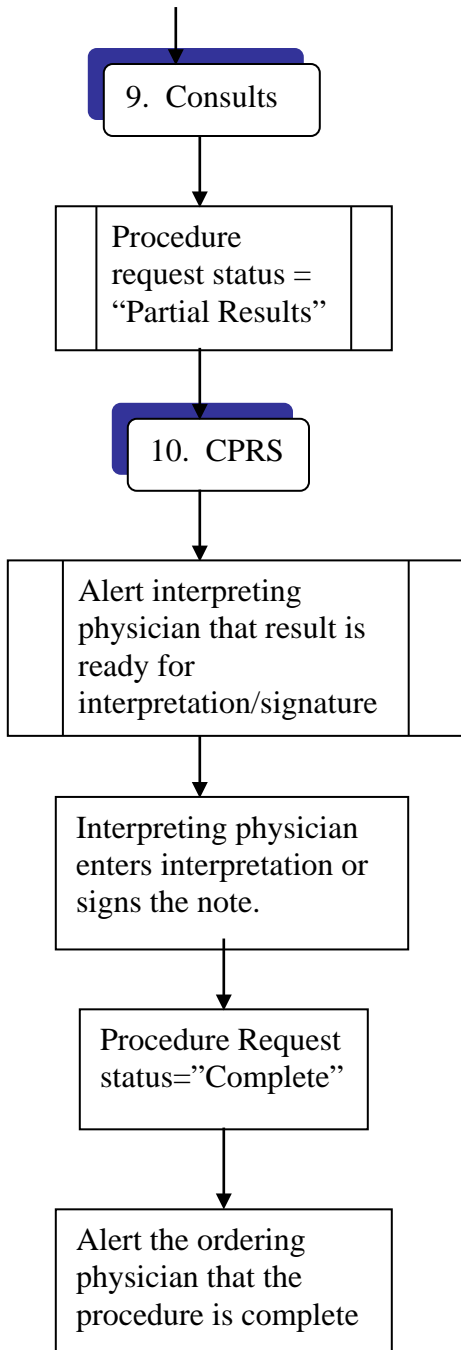 9. Consults
Procedure
request status =
“Partial Results”
10. CPRS
Alert interpreting
physician that result is
ready for
interpretation/signature
Interpreting physician
enters interpretation or
signs the note.
Procedure Request
status=”Complete”
Alert the ordering
physician that the
procedure is complete